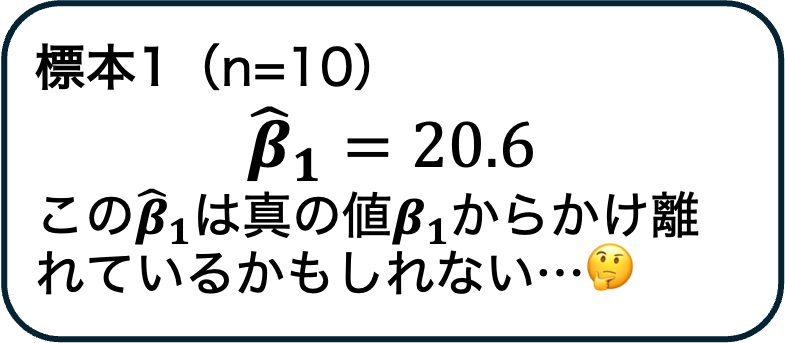 標本1（n=10）
β̂₁ = 20.6
このβ̂₁は真の値β₁からかけ離
れているかもしれない…🤔